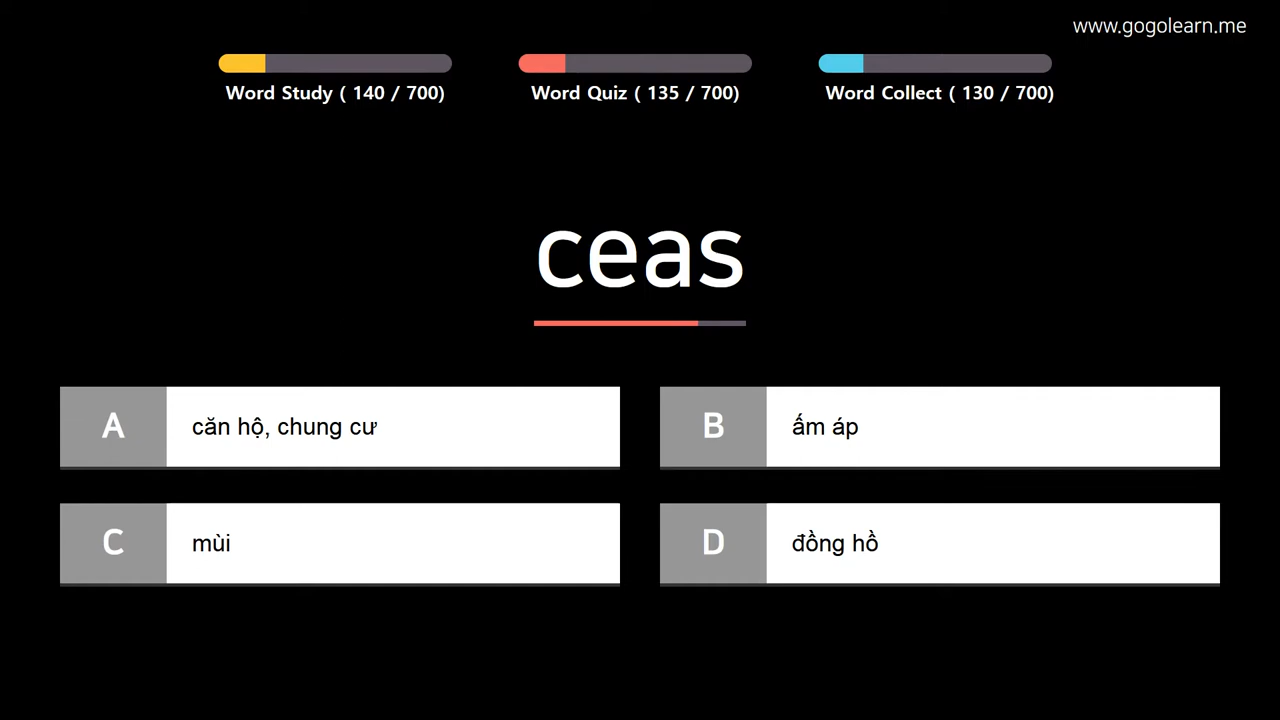 www.gogolearn.me
Word Study ( 140 / 700)
Word Quiz ( 135 / 700)
Word Collect ( 130 / 700)
ceas
A
căn hộ, chung cư
B
ấm áp
C
mùi
D
đồng hồ